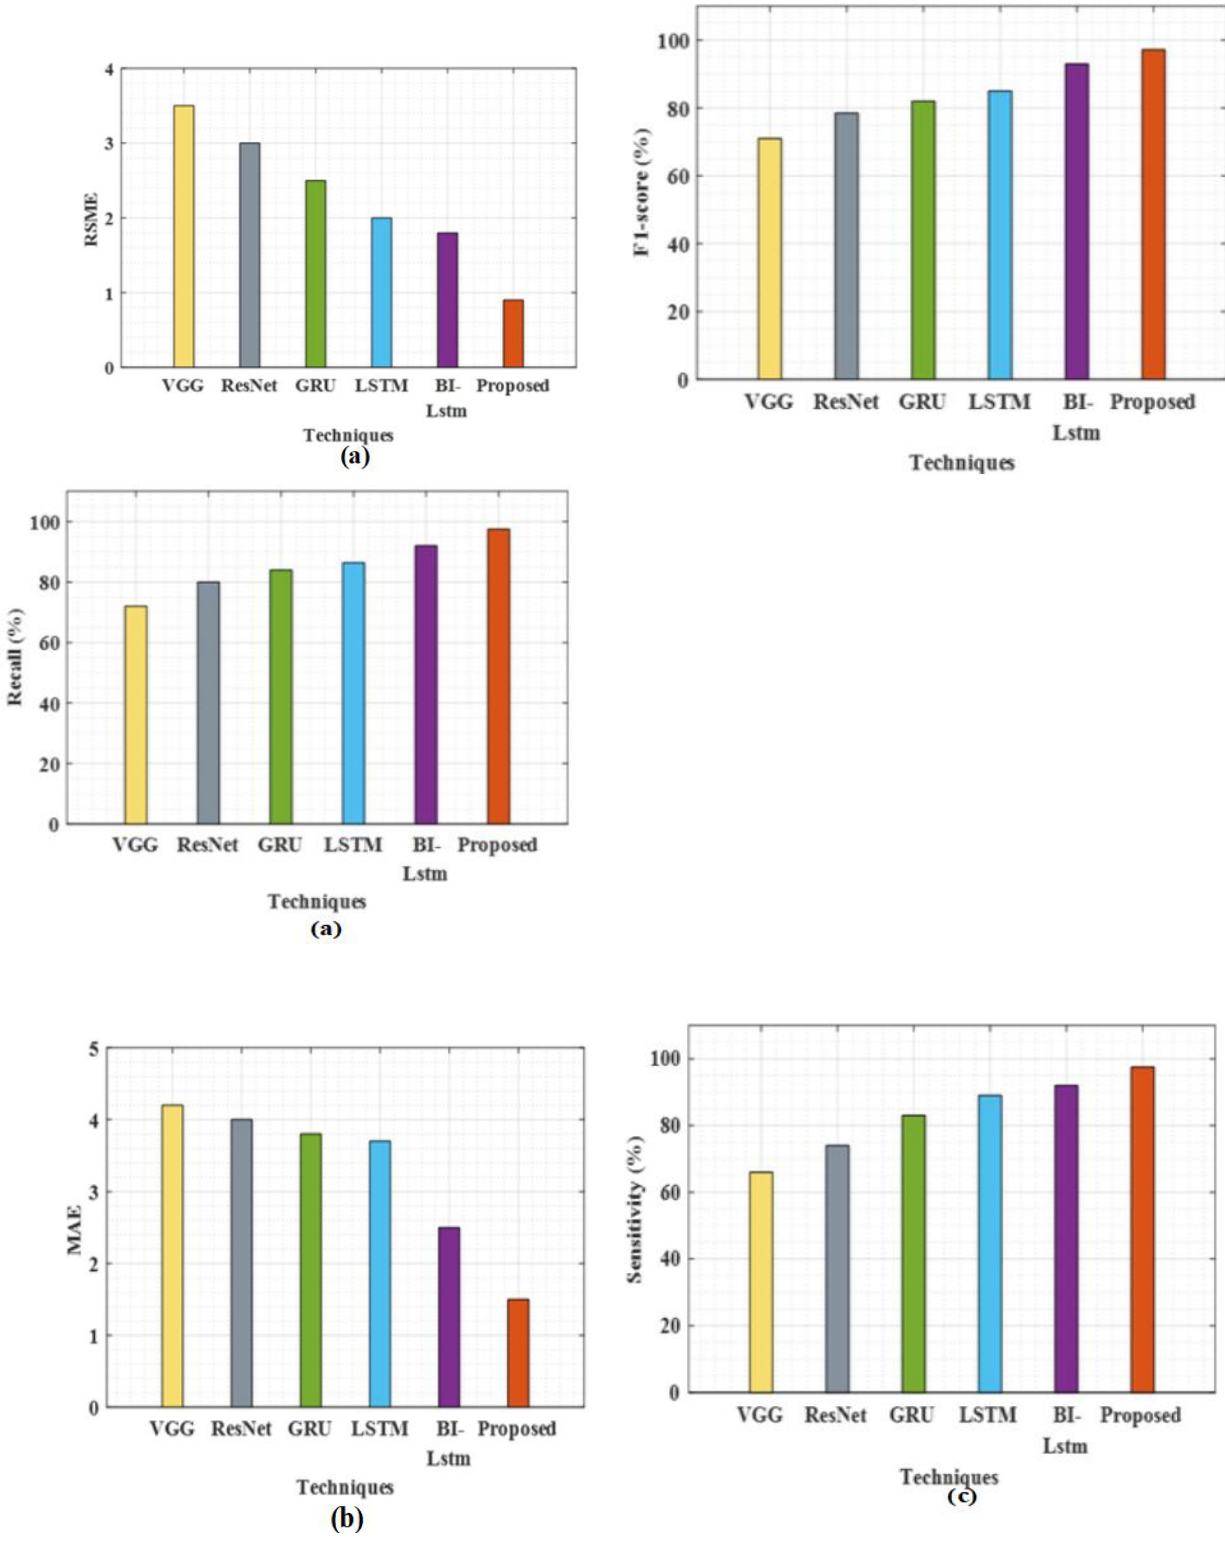 4
3
2
1
0
RSME
VGG ResNet GRU LSTM BI- Proposed
Lstm
Techniques
(a)
100
80
60
40
20
0
F1-score (%)
VGG ResNet GRU LSTM BI- Proposed
Lstm
Techniques
100
80
60
40
20
0
Recall (%)
VGG ResNet GRU LSTM BI- Proposed
Lstm
Techniques
(a)
5
4
3
2
1
0
MAE
VGG ResNet GRU LSTM BI- Proposed
Lstm
Techniques
(b)
100
80
60
40
20
0
Sensitivity (%)
VGG ResNet GRU LSTM BI- Proposed
Lstm
Techniques
(c)